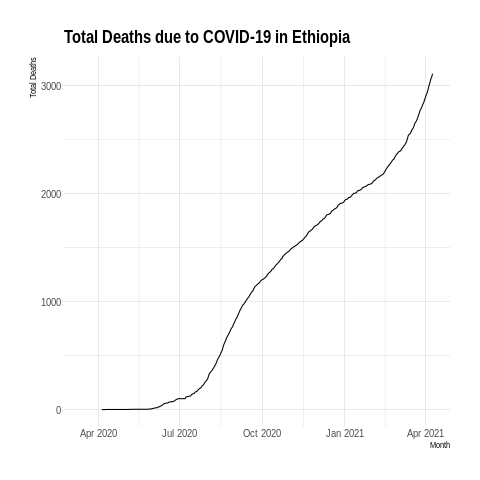 Total Deaths due to COVID-19 in Ethiopia
Total Deaths
3000
2000
1000
0
Apr 2020 Jul 2020 Oct 2020 Jan 2021 Apr 2021
Month